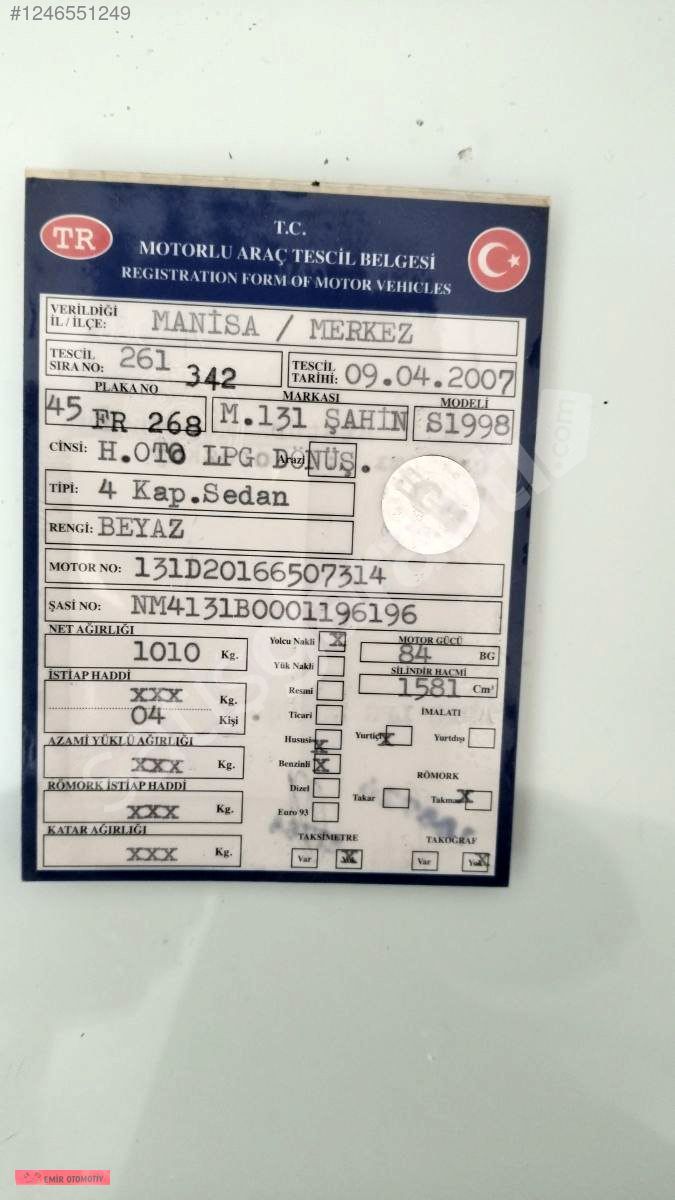 #1246551249
TR
T.C.
MOTORLU ARAÇ TESCİL BELGESİ
REGISTRATION FORM OF MOTOR VEHICLES
VERİLDİĞİ İL / İLÇE: MANİSA / MERKEZ
TESCİL SIRA NO: 261 342 TESCİL TARİHİ: 09.04.2007
PLAKA NO MARKASI MODELİ
45 FR 268 M.131 ŞAHİN S1998
CİNSİ: H.OTO LPG DÖNÜŞ. Arazi
TİPİ: 4 Kap.Sedan
RENGİ: BEYAZ
MOTOR NO: 131D20166507314
ŞASİ NO: NM4131B0001196196
NET AĞIRLIĞI 1010 Kg.
İSTİAP HADDİ
xxx Kg.
04 Kişi
AZAMİ YÜKLÜ AĞIRLIĞI
xxx Kg.
RÖMORK İSTİAP HADDİ
xxx Kg.
KATAR AĞIRLIĞI
xxx Kg.
Yolcu Nakli X
Yük Nakli
Resmi
Ticari
Hususi X
Benzinli X
Dizel
Euro 93
MOTOR GÜCÜ
84 BG
SİLİNDİR HACMİ
1581 Cm³
İMALATI
Yurtiçi X Yurtdışı
RÖMORK
Takar Takmaz X
TAKSİMETRE TAKOĞRAF
Var Yok X Var Yok X
sahibinden.com
EMİR OTOMOTİV